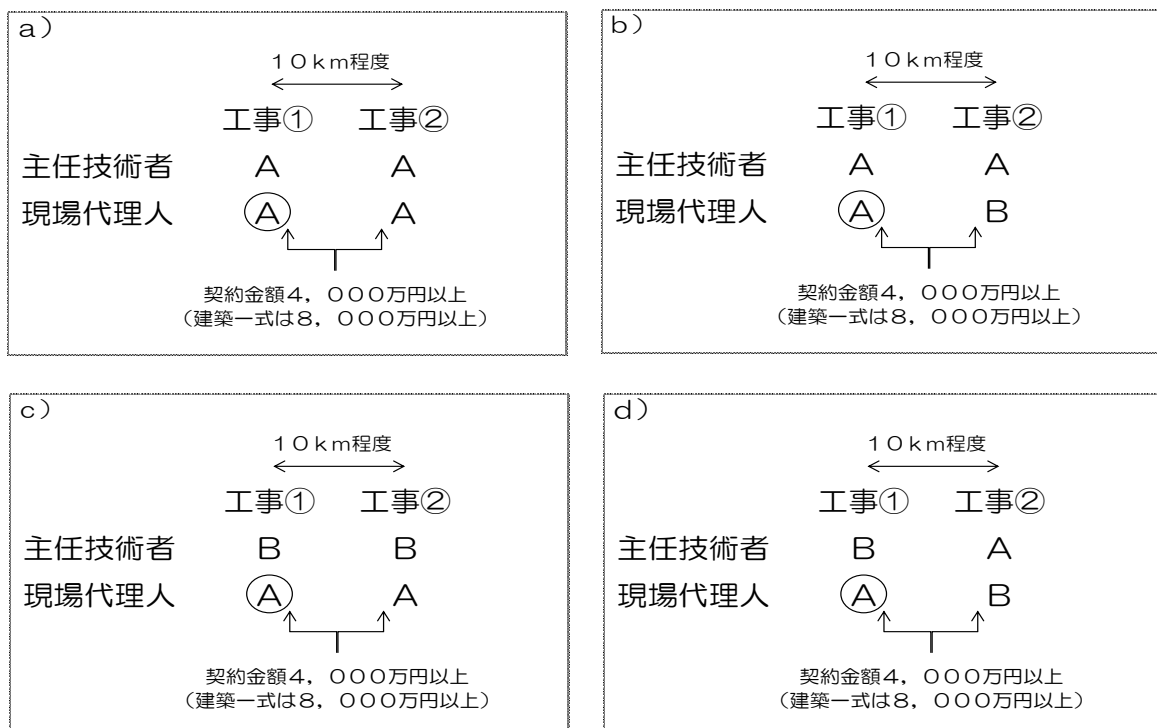 a）
１０ｋｍ程度
工事① 工事②
主任技術者 Ａ Ａ
現場代理人 Ａ Ａ
契約金額４，０００万円以上
（建築一式は８，０００万円以上）
b）
１０ｋｍ程度
工事① 工事②
主任技術者 Ａ Ａ
現場代理人 Ａ Ｂ
契約金額４，０００万円以上
（建築一式は８，０００万円以上）
c）
１０ｋｍ程度
工事① 工事②
主任技術者 Ｂ Ｂ
現場代理人 Ａ Ａ
契約金額４，０００万円以上
（建築一式は８，０００万円以上）
d）
１０ｋｍ程度
工事① 工事②
主任技術者 Ｂ Ａ
現場代理人 Ａ Ｂ
契約金額４，０００万円以上
（建築一式は８，０００万円以上）